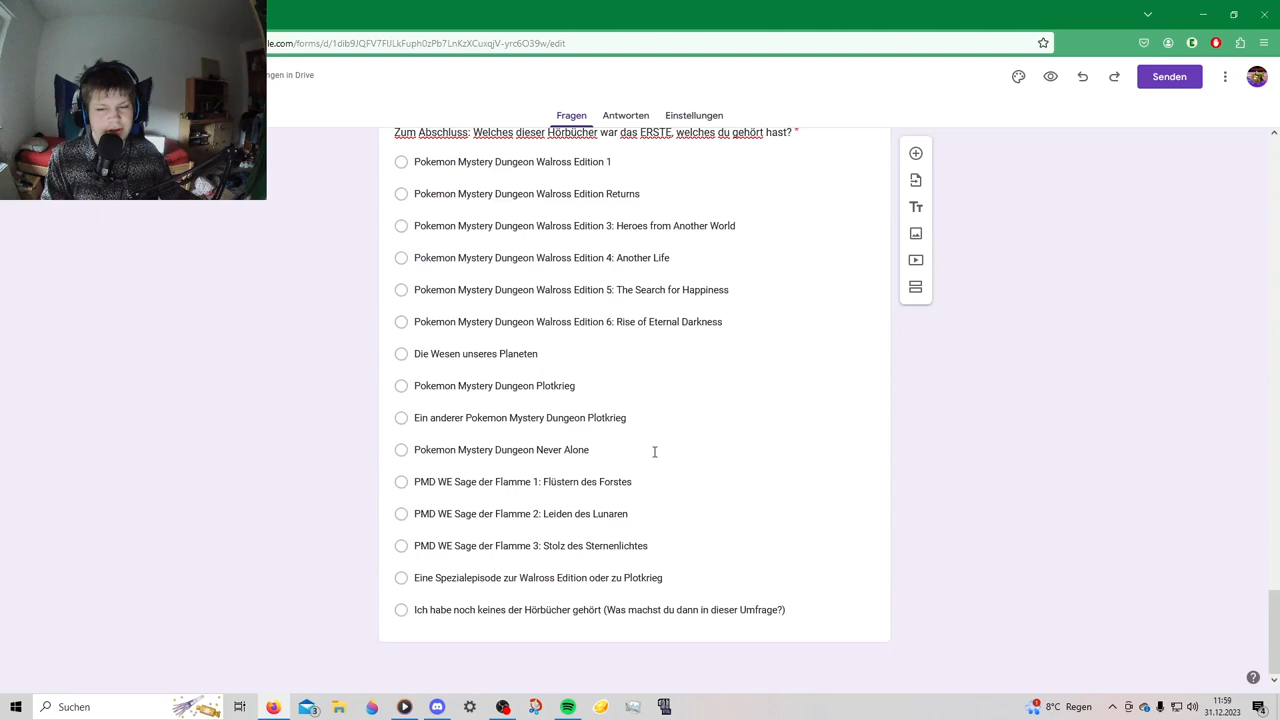 le.com/forms/d/1dib9JQFV7FIJLkFuph0zPb7LnKzXCuxqjV-yrc6O39w/edit
ngen in Drive
Senden
Fragen Antworten Einstellungen
Zum Abschluss: Welches dieser Hörbücher war das ERSTE, welches du gehört hast? *
Pokemon Mystery Dungeon Walross Edition 1
Pokemon Mystery Dungeon Walross Edition Returns
Pokemon Mystery Dungeon Walross Edition 3: Heroes from Another World
Pokemon Mystery Dungeon Walross Edition 4: Another Life
Pokemon Mystery Dungeon Walross Edition 5: The Search for Happiness
Pokemon Mystery Dungeon Walross Edition 6: Rise of Eternal Darkness
Die Wesen unseres Planeten
Pokemon Mystery Dungeon Plotkrieg
Ein anderer Pokemon Mystery Dungeon Plotkrieg
Pokemon Mystery Dungeon Never Alone
PMD WE Sage der Flamme 1: Flüstern des Forstes
PMD WE Sage der Flamme 2: Leiden des Lunaren
PMD WE Sage der Flamme 3: Stolz des Sternenlichtes
Eine Spezialepisode zur Walross Edition oder zu Plotkrieg
Ich habe noch keines der Hörbücher gehört (Was machst du dann in dieser Umfrage?)
Suchen
3
8°C Regen
11:59
31.12.2023